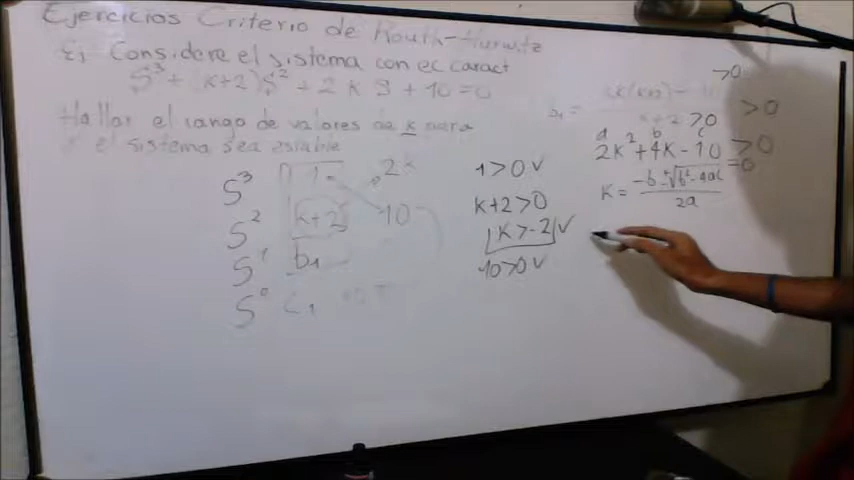 Ejercicios Criterio de Routh-Hurwitz
Ej Considere el sistema con ec caract
S³ + (k+2)S² + 2 K S + 10 = 0
Hallar el rango de valores de k para
el sistema sea estable
S³ 1 2k
S² k+2 10
S¹ b₁
S⁰ C₁
1>0 ✓
k+2>0
k>-2 ✓
10>0 ✓
>0
2k(k+2) - 10
k+2 >0 >0
a b c
2k² + 4k - 10 >0
=0
K = -b ±√b²-4ac
2a